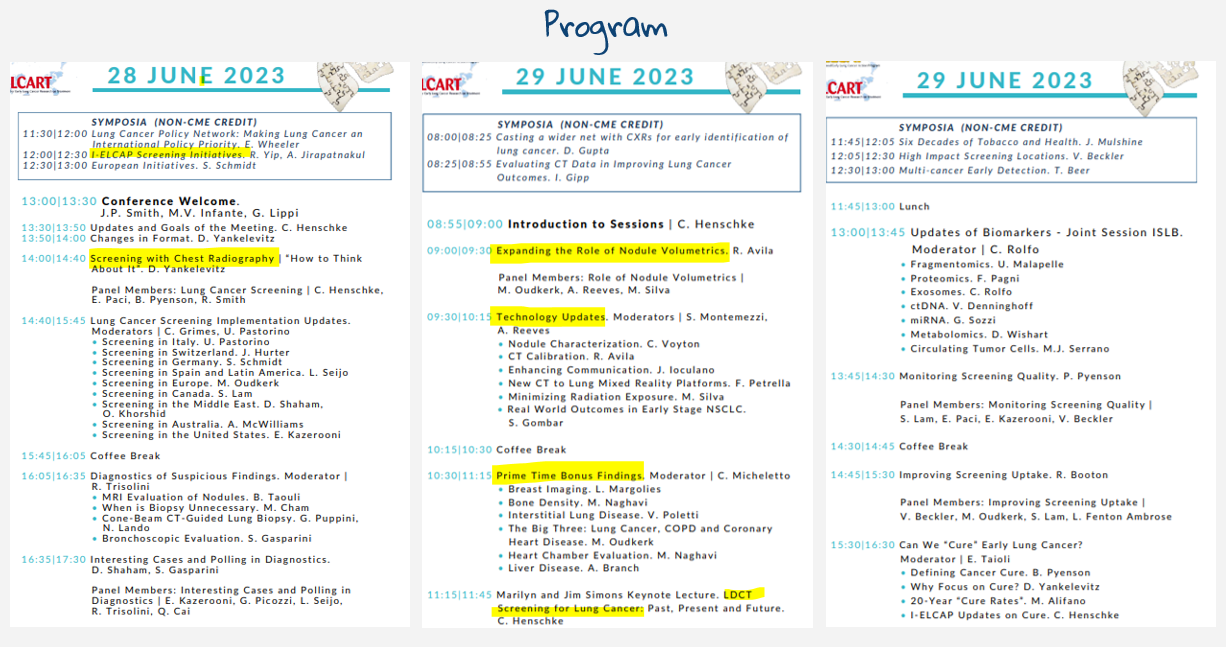 Program
LCART
28 JUNE 2023
SYMPOSIA (NON-CME CREDIT)
11:30|12:00 Lung Cancer Policy Network: Making Lung Cancer an
International Policy Priority. E. Wheeler
12:00|12:30 I-ELCAP Screening Initiatives. R. Yip, A. Jirapatnakul
12:30|13:00 European Initiatives. S. Schmidt
13:00|13:30 Conference Welcome.
J.P. Smith, M.V. Infante, G. Lippi
13:30|13:50 Updates and Goals of the Meeting. C. Henschke
13:50|14:00 Changes in Format. D. Yankelevitz
14:00|14:40 Screening with Chest Radiography | "How to Think
About It". D. Yankelevitz
Panel Members: Lung Cancer Screening | C. Henschke,
E. Paci, B. Pyenson, R. Smith
14:40|15:45 Lung Cancer Screening Implementation Updates.
Moderators | C. Grimes, U. Pastorino
• Screening in Italy. U. Pastorino
• Screening in Switzerland. J. Hurter
• Screening in Germany. S. Schmidt
• Screening in Spain and Latin America. L. Seijo
• Screening in Europe. M. Oudkerk
• Screening in Canada. S. Lam
• Screening in the Middle East. D. Shaham,
O. Khorshid
• Screening in Australia. A. McWilliams
• Screening in the United States. E. Kazerooni
15:45|16:05 Coffee Break
16:05|16:35 Diagnostics of Suspicious Findings. Moderator |
R. Trisolini
• MRI Evaluation of Nodules. B. Taouli
• When is Biopsy Unnecessary. M. Cham
• Cone-Beam CT-Guided Lung Biopsy. G. Puppini,
N. Lando
• Bronchoscopic Evaluation. S. Gasparini
16:35|17:30 Interesting Cases and Polling in Diagnostics.
D. Shaham, S. Gasparini
Panel Members: Interesting Cases and Polling in
Diagnostics | E. Kazerooni, G. Picozzi, L. Seijo,
R. Trisolini, Q. Cai
LCART
29 JUNE 2023
SYMPOSIA (NON-CME CREDIT)
08:00|08:25 Casting a wider net with CXRs for early identification of
lung cancer. D. Gupta
08:25|08:55 Evaluating CT Data in Improving Lung Cancer
Outcomes. I. Gipp
08:55|09:00 Introduction to Sessions | C. Henschke
09:00|09:30 Expanding the Role of Nodule Volumetrics. R. Avila
Panel Members: Role of Nodule Volumetrics |
M. Oudkerk, A. Reeves, M. Silva
09:30|10:15 Technology Updates. Moderators | S. Montemezzi,
A. Reeves
• Nodule Characterization. C. Voyton
• CT Calibration. R. Avila
• Enhancing Communication. J. Ioculano
• New CT to Lung Mixed Reality Platforms. F. Petrella
• Minimizing Radiation Exposure. M. Silva
• Real World Outcomes in Early Stage NSCLC.
S. Gombar
10:15|10:30 Coffee Break
10:30|11:15 Prime Time Bonus Findings. Moderator | C. Micheletto
• Breast Imaging. L. Margolies
• Bone Density. M. Naghavi
• Interstitial Lung Disease. V. Poletti
• The Big Three: Lung Cancer, COPD and Coronary
Heart Disease. M. Oudkerk
• Heart Chamber Evaluation. M. Naghavi
• Liver Disease. A. Branch
11:15|11:45 Marilyn and Jim Simons Keynote Lecture. LDCT
Screening for Lung Cancer: Past, Present and Future.
C. Henschke
.CART
29 JUNE 2023
SYMPOSIA (NON-CME CREDIT)
11:45|12:05 Six Decades of Tobacco and Health. J. Mulshine
12:05|12:30 High Impact Screening Locations. V. Beckler
12:30|13:00 Multi-cancer Early Detection. T. Beer
11:45|13:00 Lunch
13:00|13:45 Updates of Biomarkers - Joint Session ISLB.
Moderator | C. Rolfo
• Fragmentomics. U. Malapelle
• Proteomics. F. Pagni
• Exosomes. C. Rolfo
• ctDNA. V. Denninghoff
• miRNA. G. Sozzi
• Metabolomics. D. Wishart
• Circulating Tumor Cells. M.J. Serrano
13:45|14:30 Monitoring Screening Quality. P. Pyenson
Panel Members: Monitoring Screening Quality |
S. Lam, E. Paci, E. Kazerooni, V. Beckler
14:30|14:45 Coffee Break
14:45|15:30 Improving Screening Uptake. R. Booton
Panel Members: Improving Screening Uptake |
V. Beckler, M. Oudkerk, S. Lam, L. Fenton Ambrose
15:30|16:30 Can We "Cure" Early Lung Cancer?
Moderator | E. Taioli
• Defining Cancer Cure. B. Pyenson
• Why Focus on Cure? D. Yankelevitz
• 20-Year "Cure Rates". M. Alifano
• I-ELCAP Updates on Cure. C. Henschke